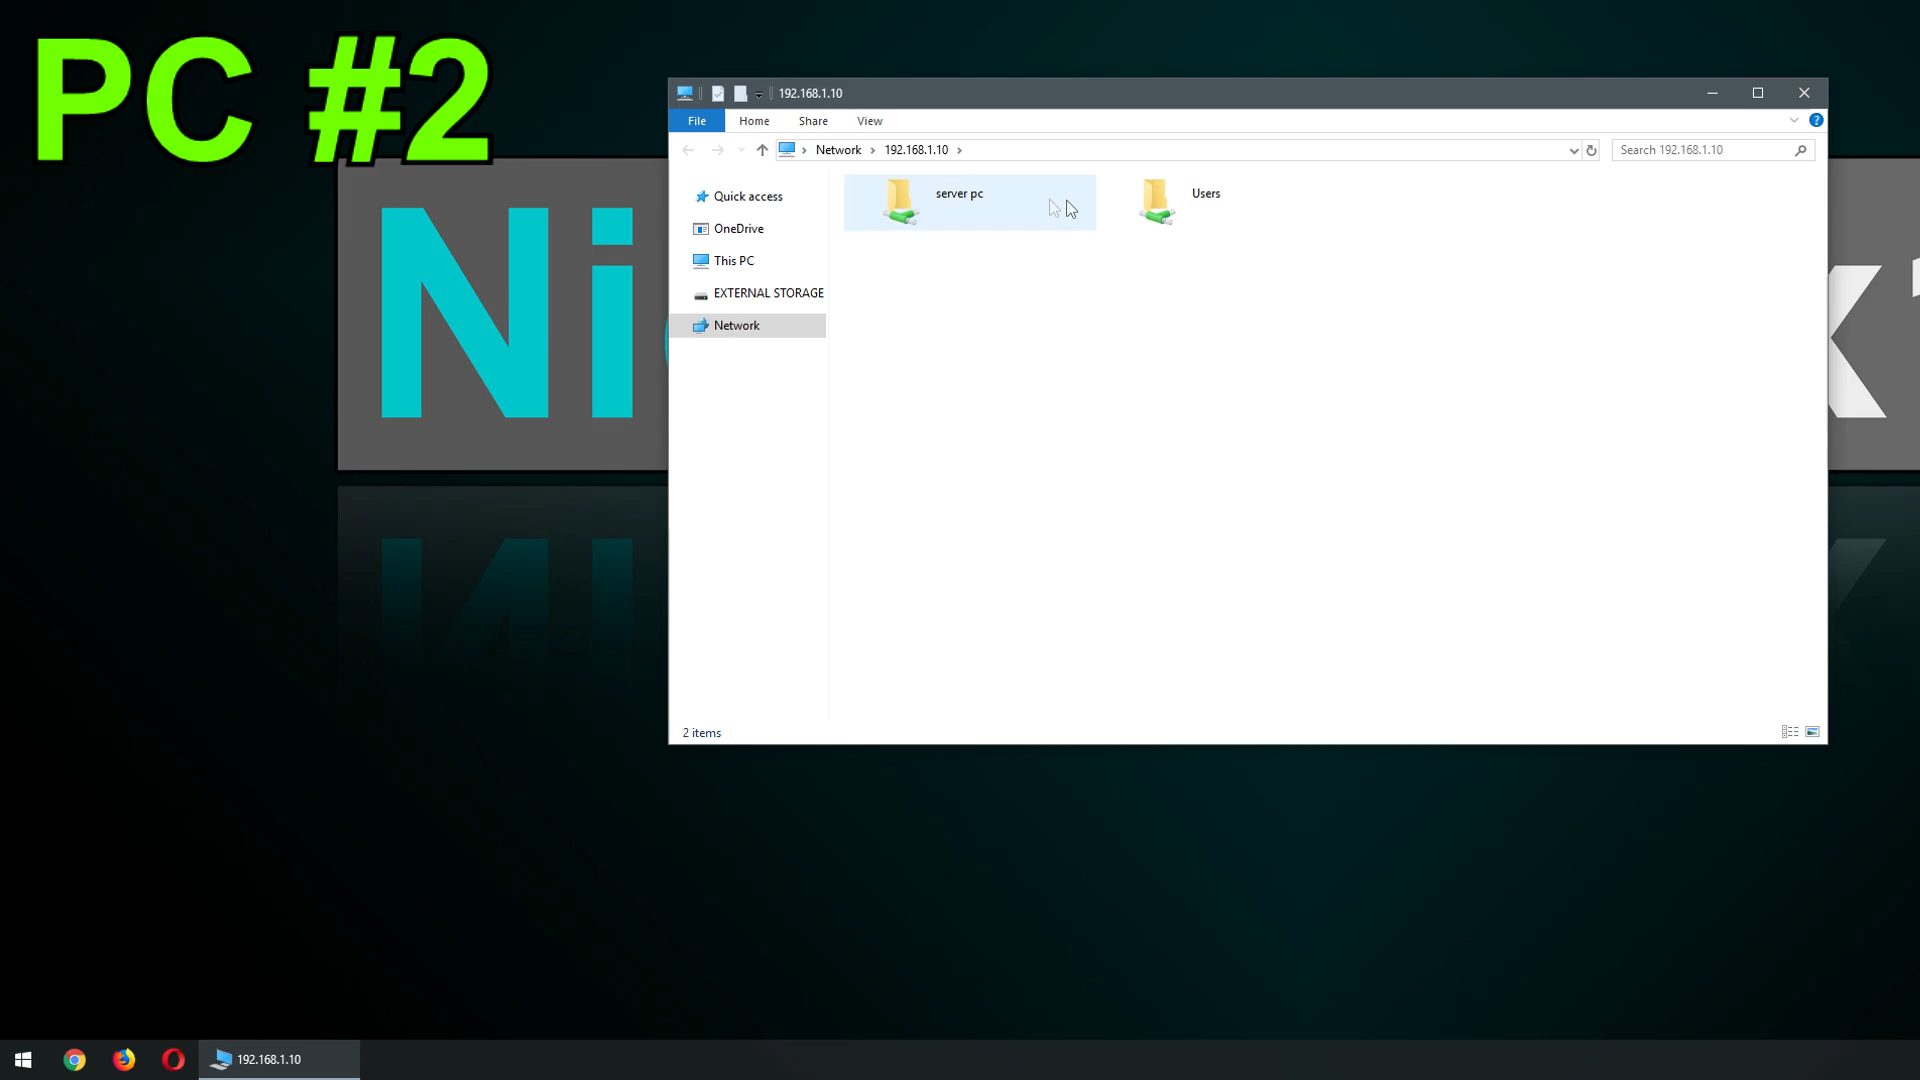 PC #2
192.168.1.10
File Home Share View
Network 192.168.1.10
Search 192.168.1.10
server pc
Users
Quick access
OneDrive
This PC
EXTERNAL STORAGE
Network
Ni
2 items
192.168.1.10